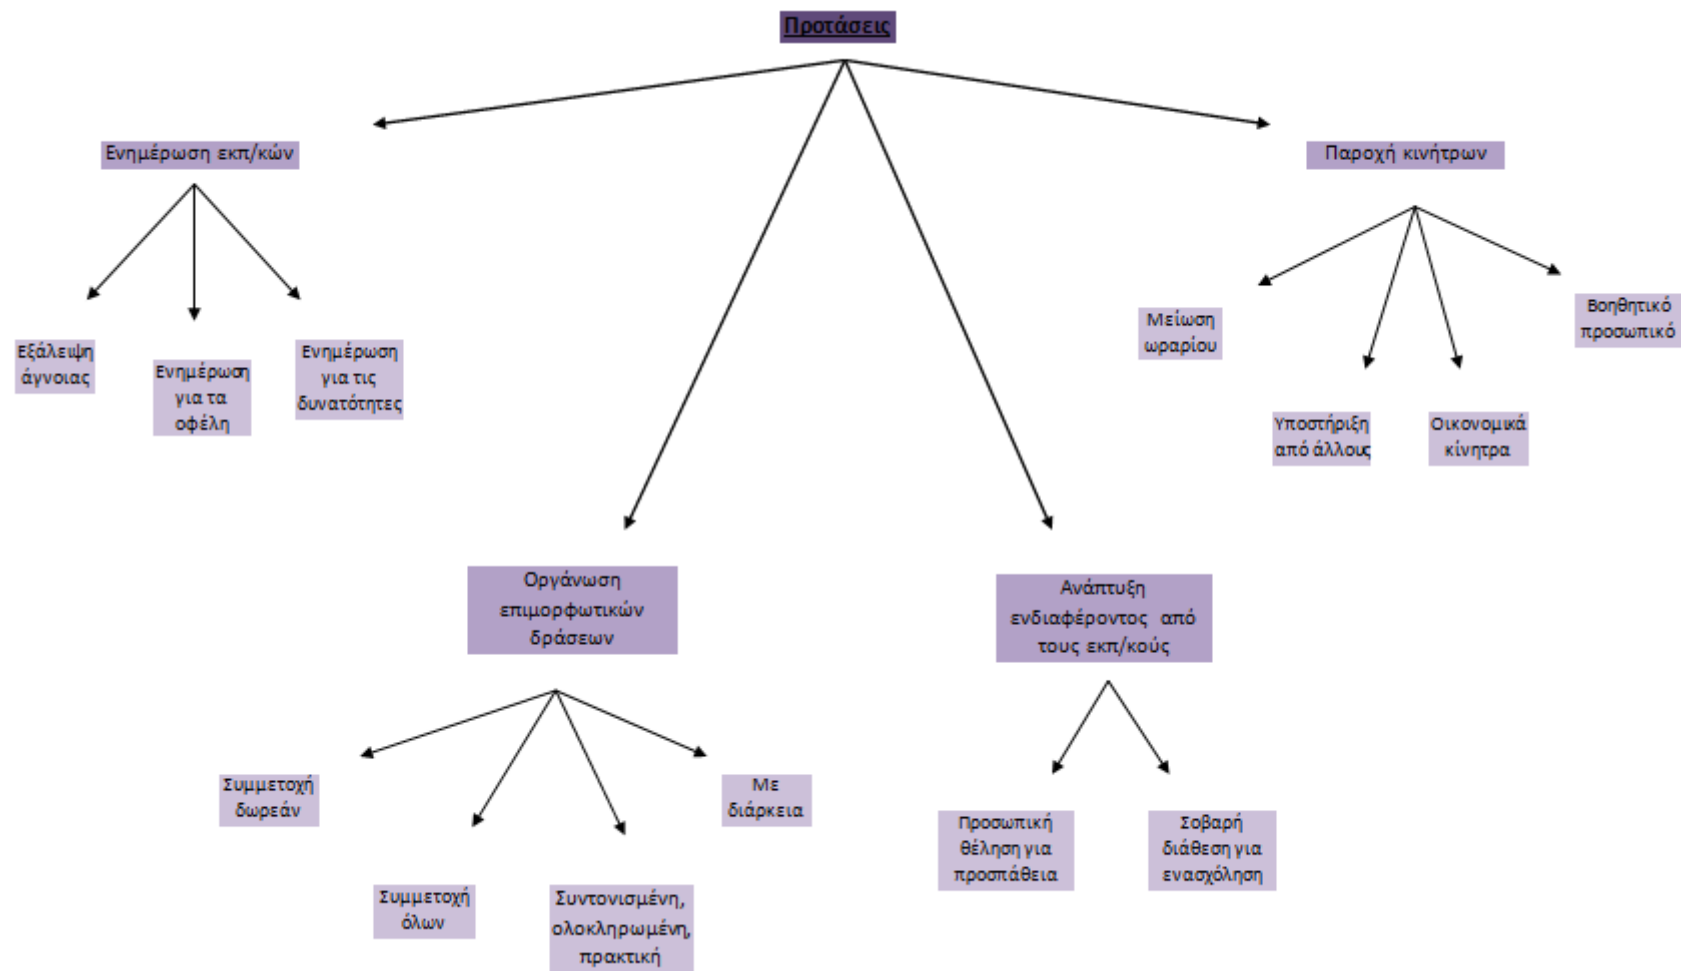 Προτάσεις
Ενημέρωση εκπ/κών
Παροχή κινήτρων
Εξάλειψη
άγνοιας
Ενημέρωση
για τα
οφέλη
Ενημέρωση
για τις
δυνατότητες
Μείωση
ωραρίου
Υποστήριξη
από άλλους
Οικονομικά
κίνητρα
Βοηθητικό
προσωπικό
Οργάνωση
επιμορφωτικών
δράσεων
Ανάπτυξη
ενδιαφέροντος από
τους εκπ/κούς
Συμμετοχή
δωρεάν
Συμμετοχή
όλων
Συντονισμένη,
ολοκληρωμένη,
πρακτική
Με
διάρκεια
Προσωπική
θέληση για
προσπάθεια
Σοβαρή
διάθεση για
ενασχόληση